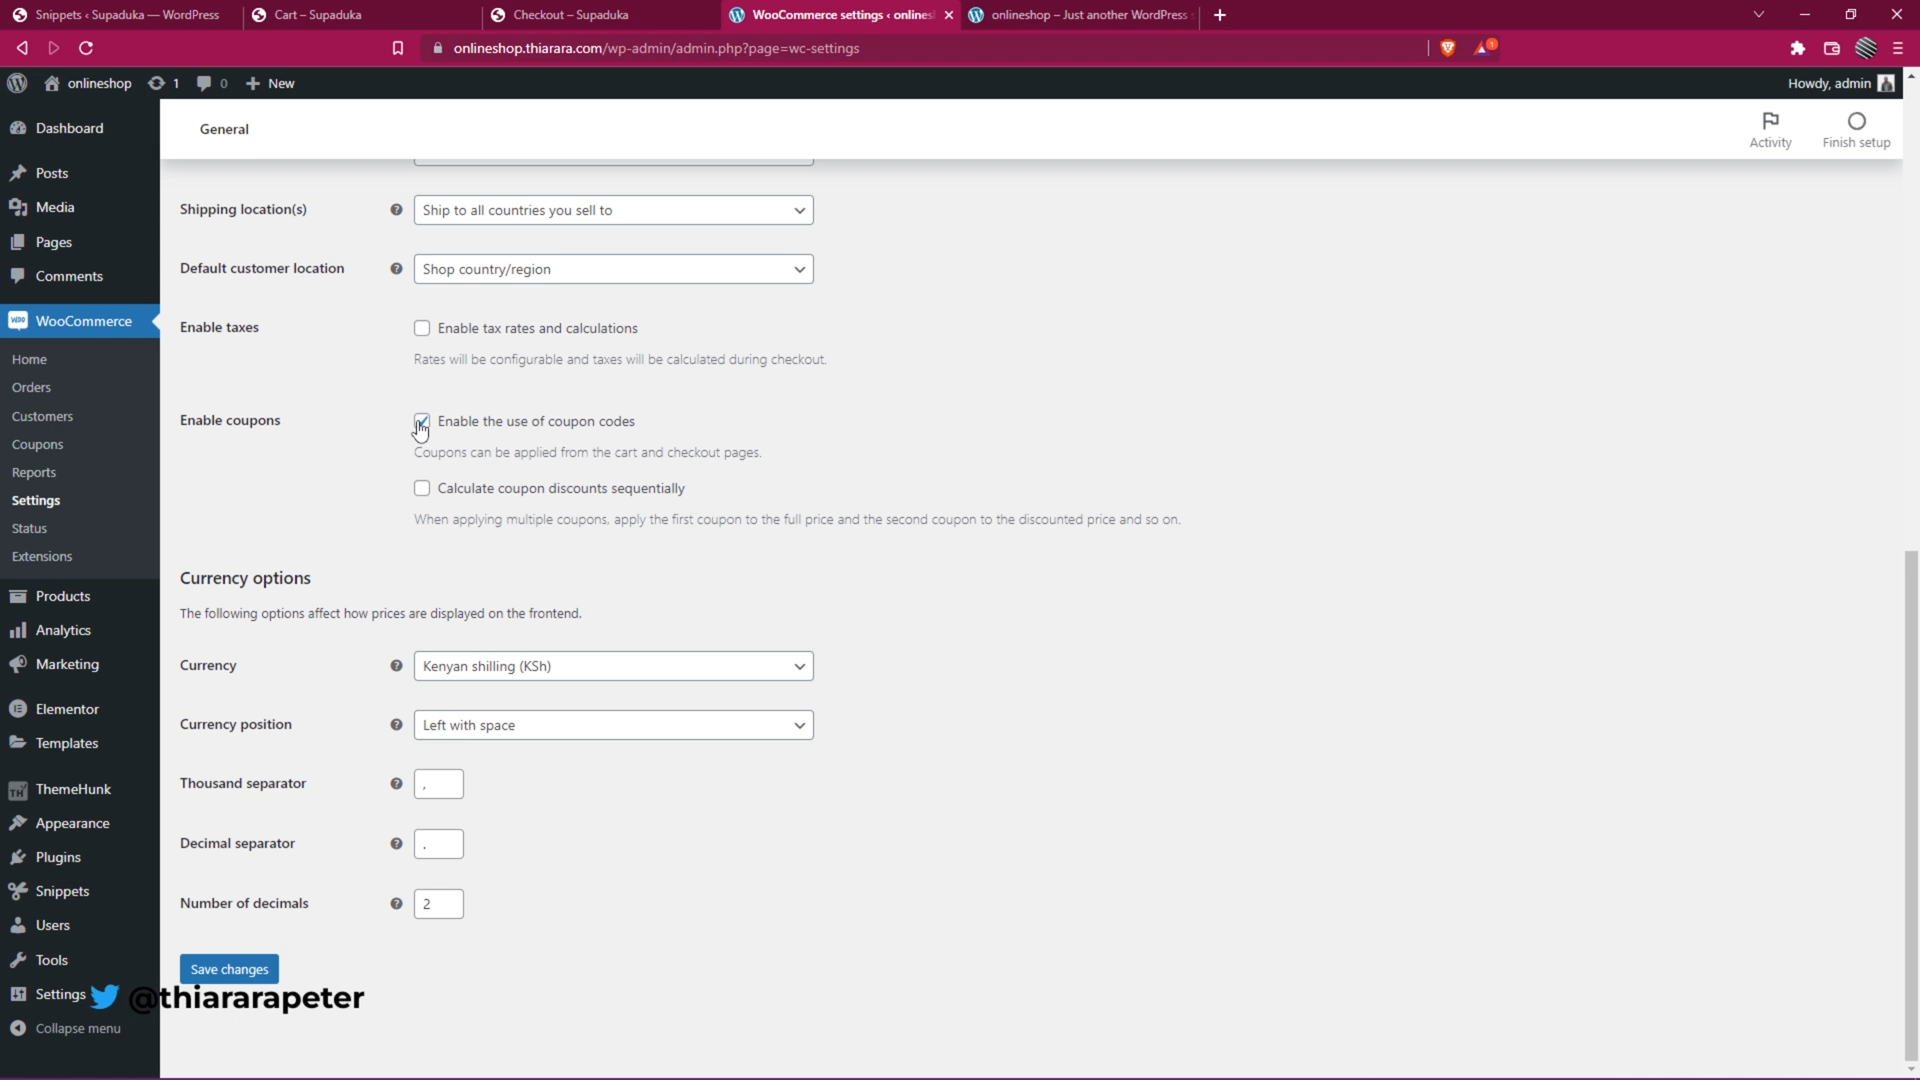 Snippets ‹ Supaduka — WordPress
Cart – Supaduka
Checkout – Supaduka
WooCommerce settings ‹ onlines
onlineshop – Just another WordPress s
onlineshop.thiarara.com/wp-admin/admin.php?page=wc-settings
1
onlineshop
1
0
New
Howdy, admin
Dashboard
Posts
Media
Pages
Comments
WooCommerce
Home
Orders
Customers
Coupons
Reports
Settings
Status
Extensions
Products
Analytics
Marketing
Elementor
Templates
ThemeHunk
Appearance
Plugins
Snippets
Users
Tools
Settings
Collapse menu
General
Activity
Finish setup
Shipping location(s)
Ship to all countries you sell to
Default customer location
Shop country/region
Enable taxes
Enable tax rates and calculations
Rates will be configurable and taxes will be calculated during checkout.
Enable coupons
Enable the use of coupon codes
Coupons can be applied from the cart and checkout pages.
Calculate coupon discounts sequentially
When applying multiple coupons, apply the first coupon to the full price and the second coupon to the discounted price and so on.
Currency options
The following options affect how prices are displayed on the frontend.
Currency
Kenyan shilling (KSh)
Currency position
Left with space
Thousand separator
,
Decimal separator
.
Number of decimals
2
Save changes
@thiararapeter